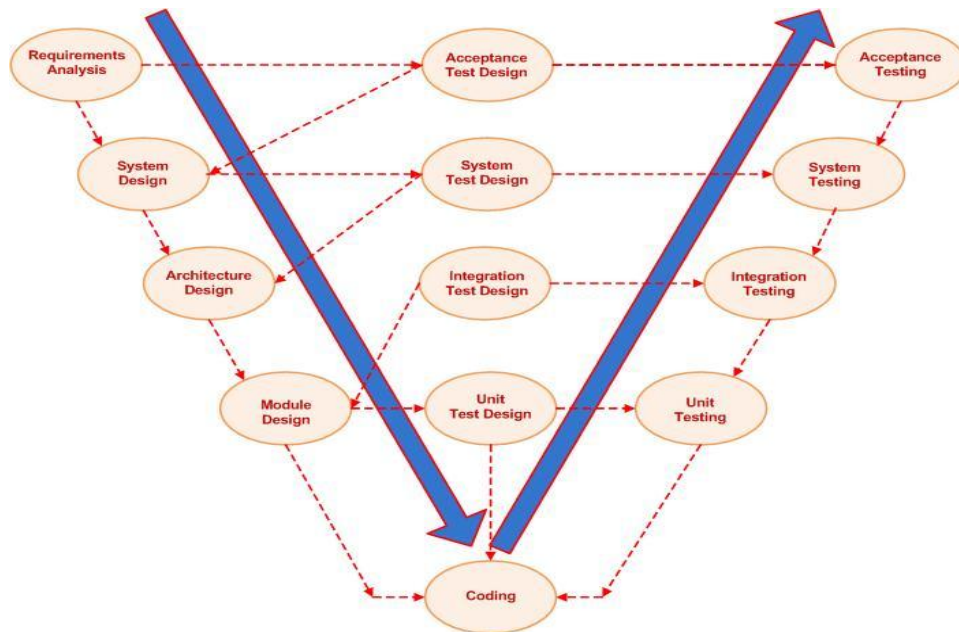 Requirements
Analysis
Acceptance
Test Design
Acceptance
Testing
System
Design
System
Test Design
System
Testing
Architecture
Design
Integration
Test Design
Integration
Testing
Module
Design
Unit
Test Design
Unit
Testing
Coding